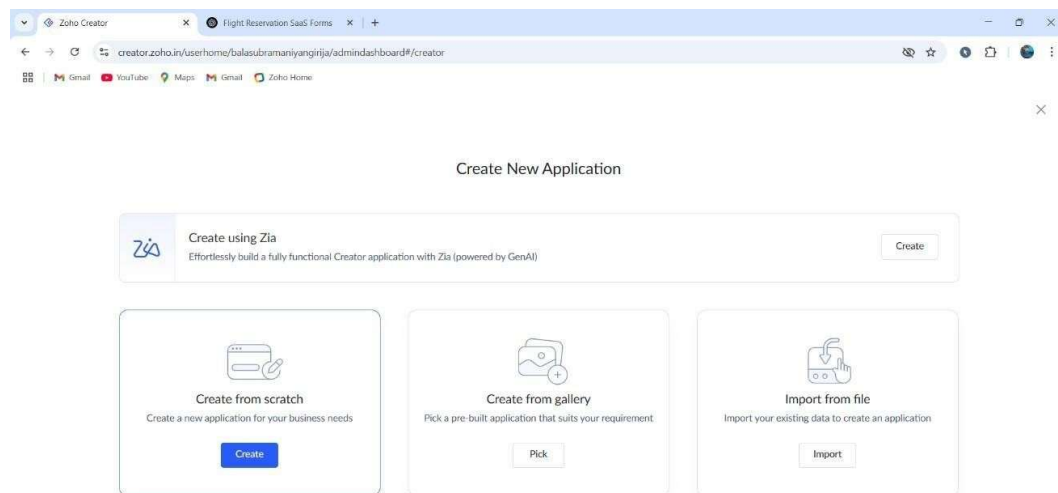 Zoho Creator
Flight Reservation SaaS Forms
creator.zoho.in/userhome/balasubramaniyangirija/admindashboard#/creator
Gmail YouTube Maps Gmail Zoho Home
Create New Application
Zia
Create using Zia
Effortlessly build a fully functional Creator application with Zia (powered by GenAI)
Create
Create from scratch
Create a new application for your business needs
Create
Create from gallery
Pick a pre-built application that suits your requirement
Pick
Import from file
Import your existing data to create an application
Import